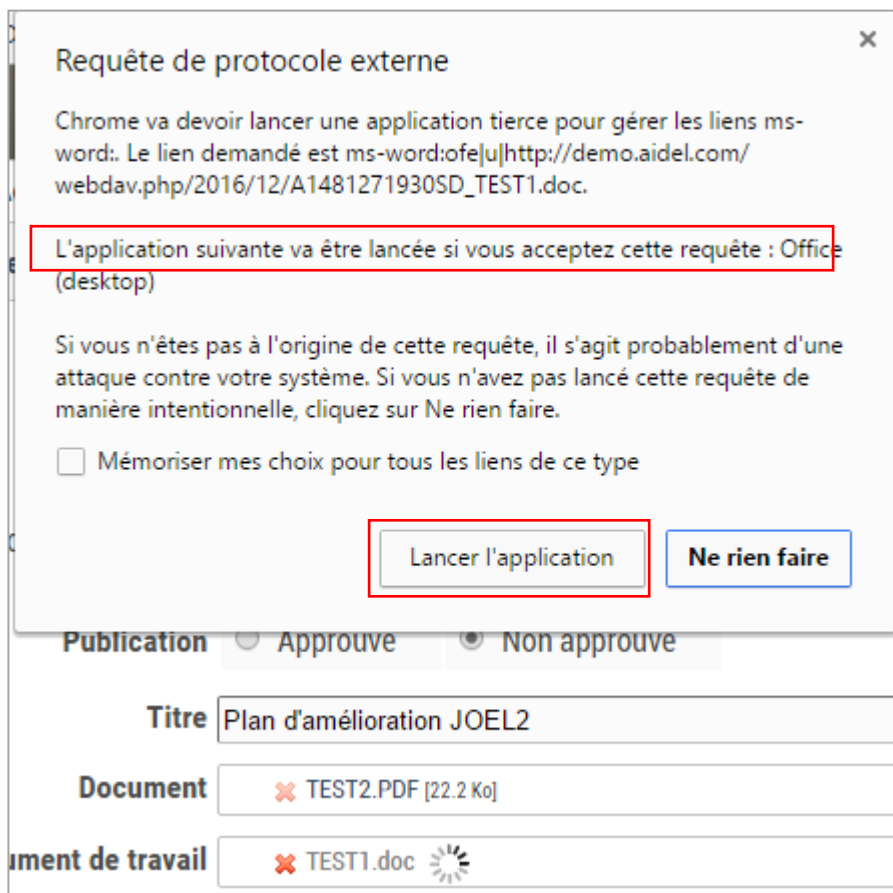 Requête de protocole externe
Chrome va devoir lancer une application tierce pour gérer les liens ms-
word:. Le lien demandé est ms-word:ofe|u|http://demo.aidel.com/
webdav.php/2016/12/A1481271930SD_TEST1.doc.
L'application suivante va être lancée si vous acceptez cette requête : Office
(desktop)
Si vous n'êtes pas à l'origine de cette requête, il s'agit probablement d'une
attaque contre votre système. Si vous n'avez pas lancé cette requête de
manière intentionnelle, cliquez sur Ne rien faire.
Mémoriser mes choix pour tous les liens de ce type
Lancer l'application
Ne rien faire
Publication Approuvé Non approuvé
Titre Plan d'amélioration JOEL2
Document TEST2.PDF [22.2 Ko]
ument de travail TEST1.doc